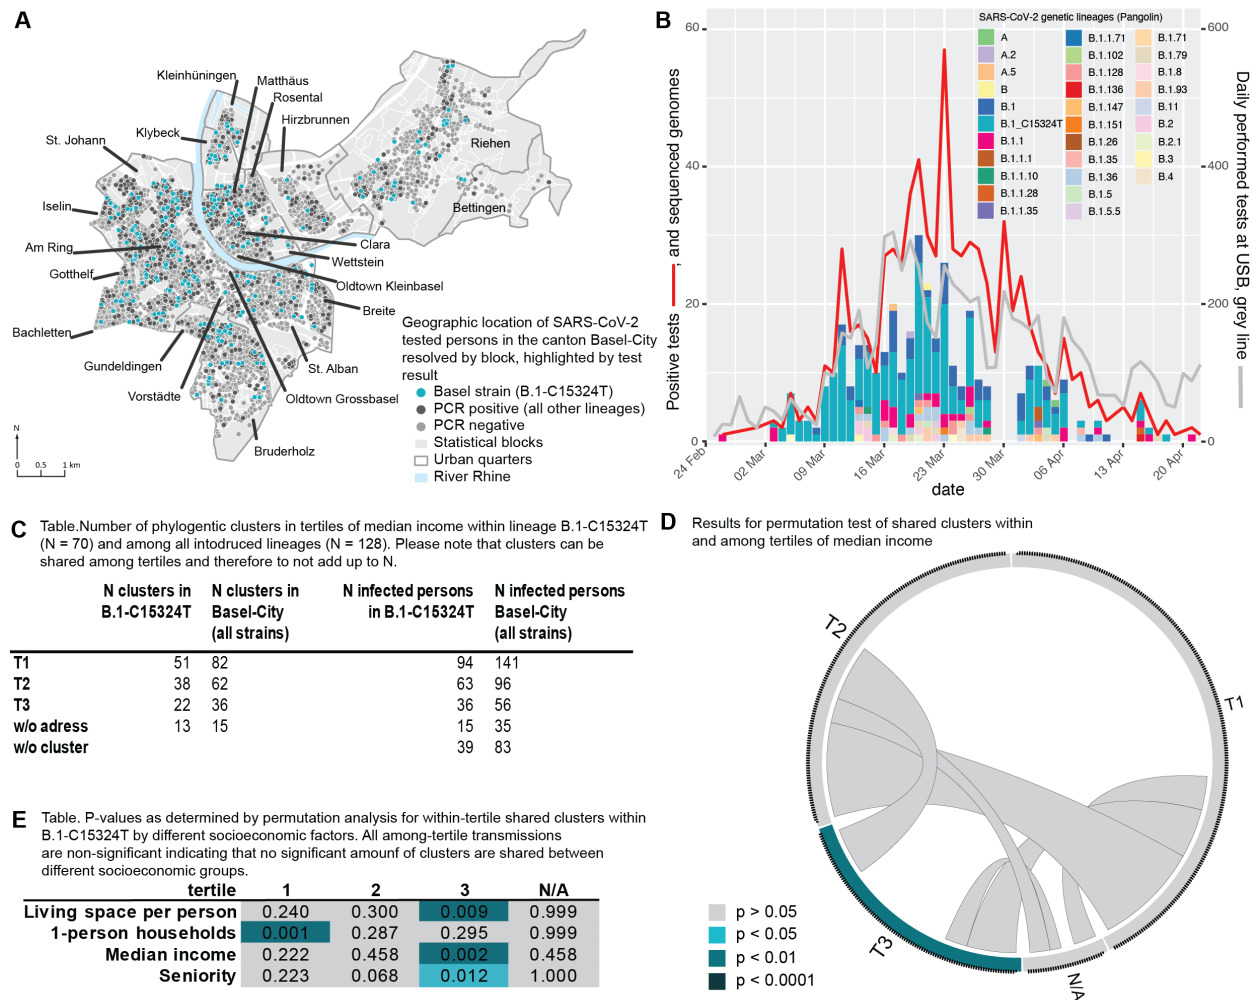 A
Kleinhüningen
Matthäus
Rosental
Hirzbrunnen
Klybeck
St. Johann
Riehen
Iselin
Bettingen
Am Ring
Clara
Wettstein
Gotthelf
Oldtown Kleinbasel
Bachletten
Breite
Gundeldingen
St. Alban
Vorstädte
Oldtown Grossbasel
Bruderholz
N
0 0.5 1 km
Geographic location of SARS-CoV-2
tested persons in the canton Basel-City
resolved by block, highlighted by test
result
Basel strain (B.1-C15324T)
PCR positive (all other lineages)
PCR negative
Statistical blocks
Urban quarters
River Rhine
B
SARS-CoV-2 genetic lineages (Pangolin)
A
A.2
A.5
B
B.1
B.1_C15324T
B.1.1
B.1.1.1
B.1.1.10
B.1.1.28
B.1.1.35
B.1.1.71
B.1.102
B.1.128
B.1.136
B.1.147
B.1.151
B.1.26
B.1.35
B.1.36
B.1.5
B.1.5.5
B.1.71
B.1.79
B.1.8
B.1.93
B.11
B.2
B.2.1
B.3
B.4
Positive tests , and sequenced genomes
60
40
20
0
600
400
200
0
Daily performed tests at USB, grey line
24 Feb
02 Mar
09 Mar
16 Mar
23 Mar
30 Mar
06 Apr
13 Apr
20 Apr
date
C
Table.Number of phylogentic clusters in tertiles of median income within lineage B.1-C15324T
(N = 70) and among all intodruced lineages (N = 128). Please note that clusters can be
shared among tertiles and therefore to not add up to N.
N clusters in N clusters in N infected persons N infected persons
B.1-C15324T Basel-City in B.1-C15324T Basel-City
(all strains) (all strains)
T1 51 82 94 141
T2 38 62 63 96
T3 22 36 36 56
w/o adress 13 15 15 35
w/o cluster 39 83
D
Results for permutation test of shared clusters within
and among tertiles of median income
T2
T1
T3
N/A
p > 0.05
p < 0.05
p < 0.01
p < 0.0001
E
Table. P-values as determined by permutation analysis for within-tertile shared clusters within
B.1-C15324T by different socioeconomic factors. All among-tertile transmissions
are non-significant indicating that no significant amounf of clusters are shared between
different socioeconomic groups.
tertile 1 2 3 N/A
Living space per person 0.240 0.300 0.009 0.999
1-person households 0.001 0.287 0.295 0.999
Median income 0.222 0.458 0.002 0.458
Seniority 0.223 0.068 0.012 1.000